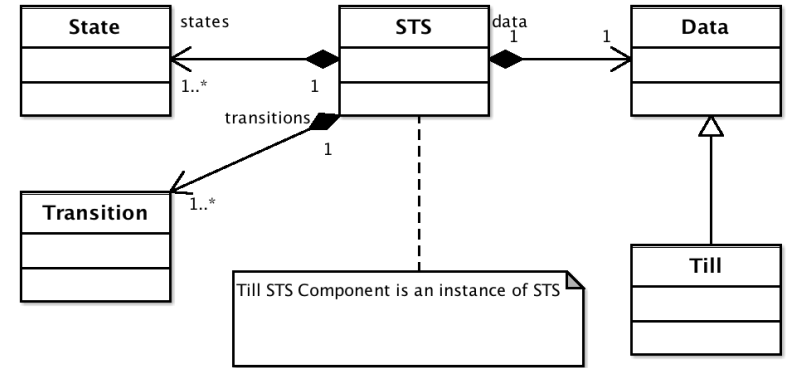 State
states
STS
data
Data
1
1
1..*
1
transitions
1
1..*
Transition
Till
Till STS Component is an instance of STS